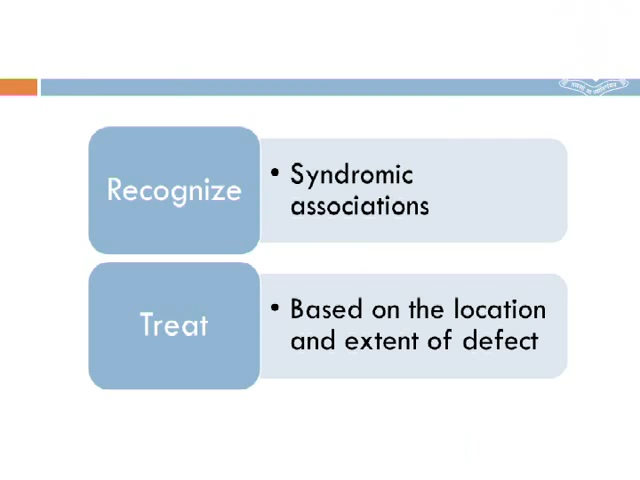 Recognize
• Syndromic
associations
Treat
• Based on the location
and extent of defect